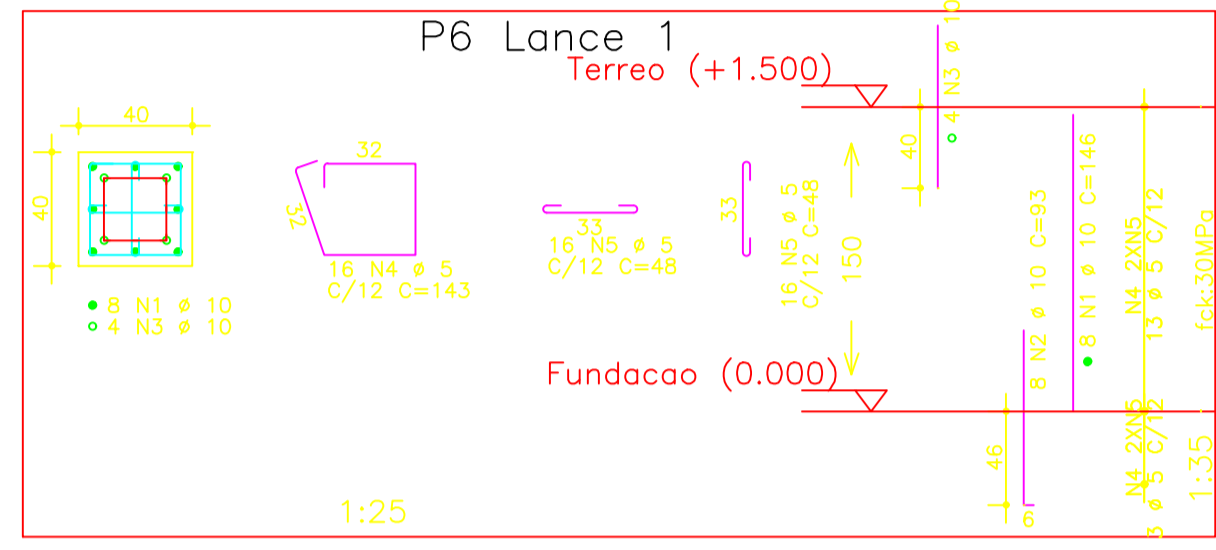 P6 Lance 1
Terreo (+1.500)
40
40
8 N1 ø 10
4 N3 ø 10
32
32
16 N4 ø 5
C/12 C=143
33
16 N5 ø 5
C/12 C=48
33
16 N5 ø 5
C/12 C=48
150
Fundacao (0.000)
40
4 N3 ø 10
8 N2 ø 10 C=93
8 N1 ø 10 C=146
N4 2XN5
13 ø 5 C/12
fck:30MPa
46
6
N4 2XN5
3 ø 5 C/12
1:35
1:25